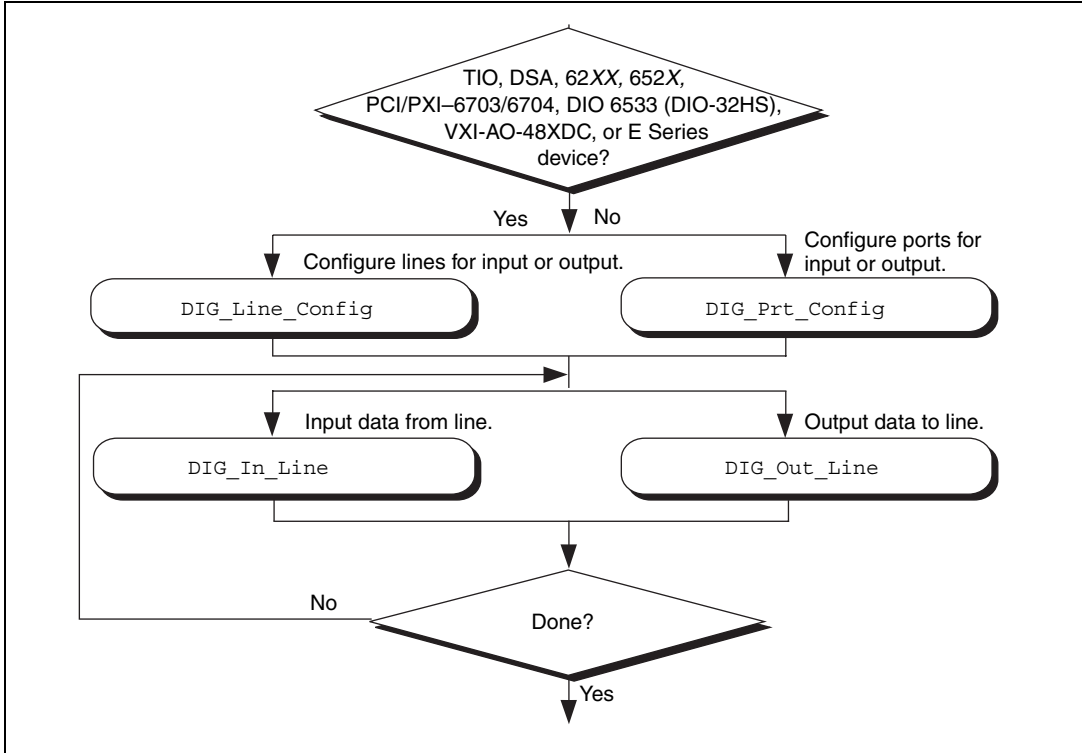 TIO, DSA, 62XX, 652X,
PCI/PXI–6703/6704, DIO 6533 (DIO-32HS),
VXI-AO-48XDC, or E Series
device?
Yes
No
Configure lines for input or output.
Configure ports for
input or output.
DIG_Line_Config
DIG_Prt_Config
Input data from line.
Output data to line.
DIG_In_Line
DIG_Out_Line
No
Done?
Yes